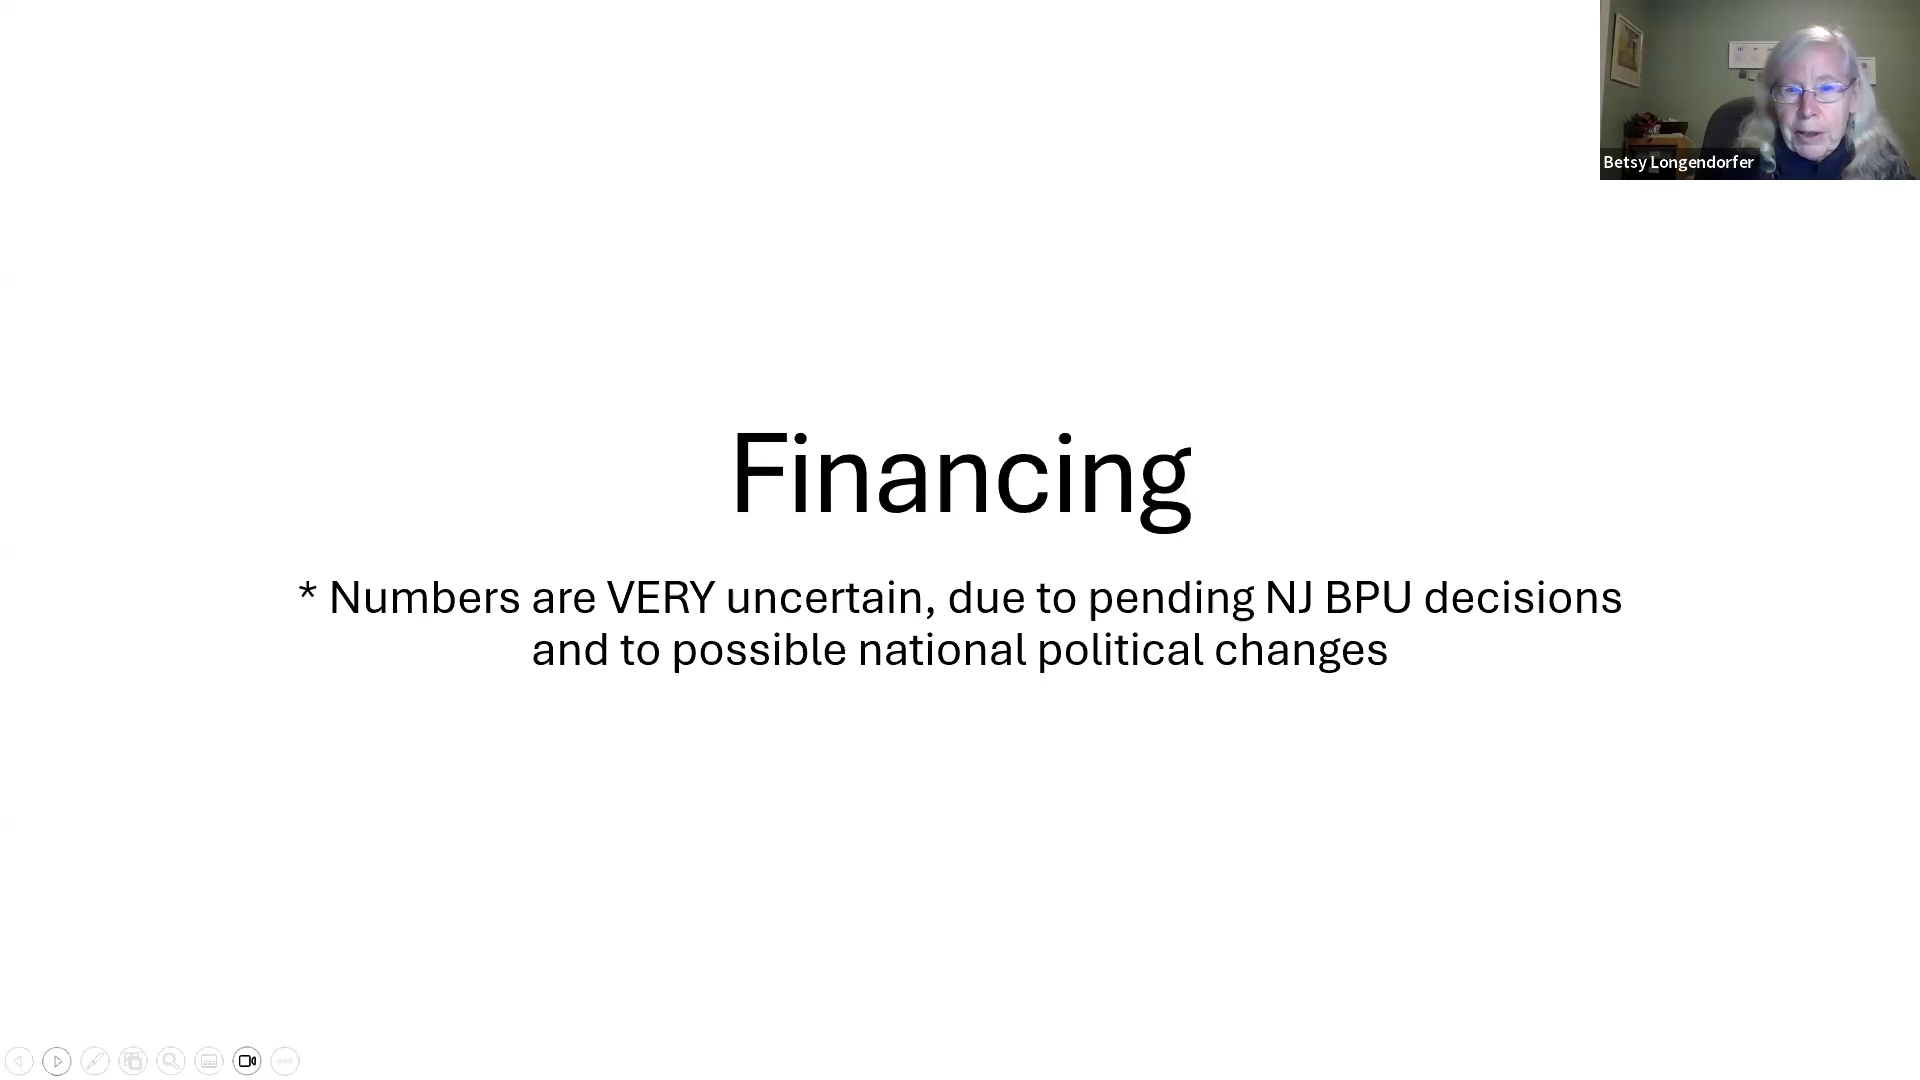 Betsy Longendorfer
Financing
* Numbers are VERY uncertain, due to pending NJ BPU decisions
and to possible national political changes